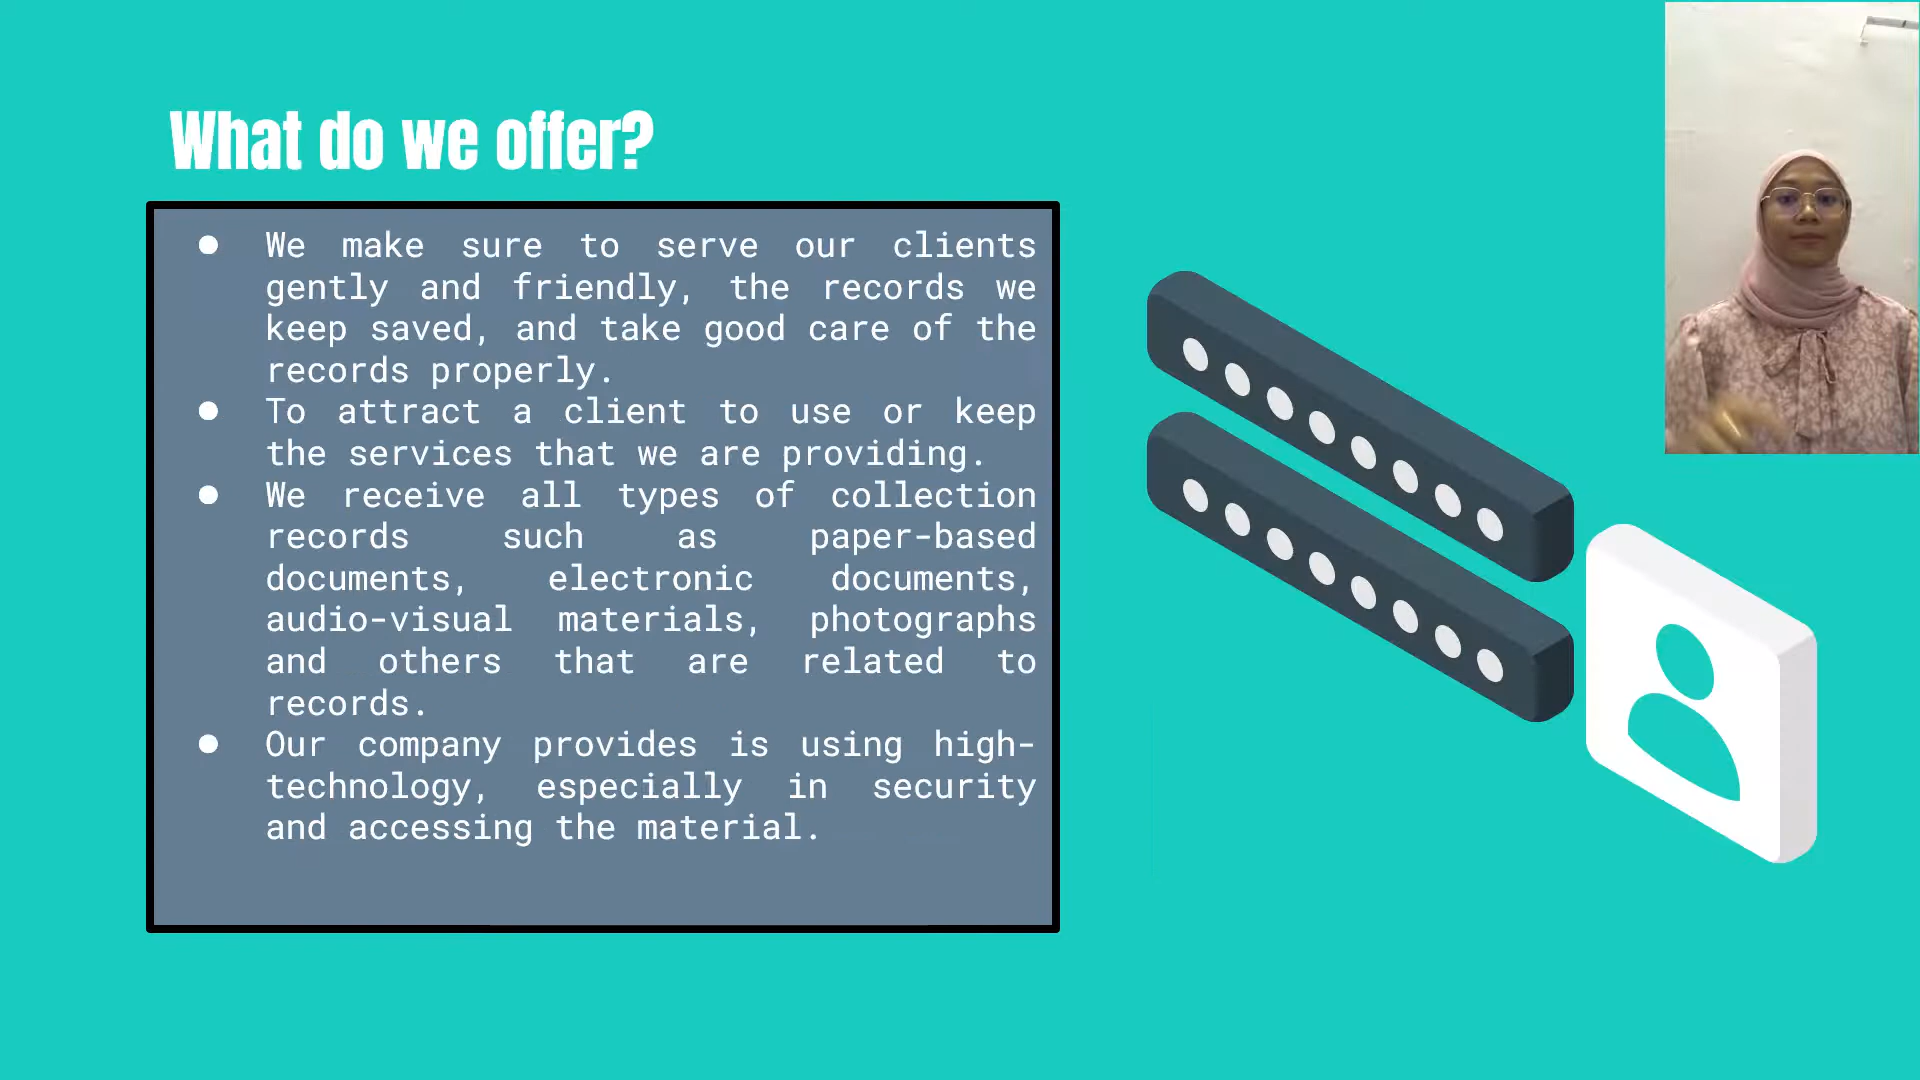 What do we offer?
● We make sure to serve our clients
gently and friendly, the records we
keep saved, and take good care of the
records properly.
● To attract a client to use or keep
the services that we are providing.
● We receive all types of collection
records such as paper-based
documents, electronic documents,
audio-visual materials, photographs
and others that are related to
records.
● Our company provides is using high-
technology, especially in security
and accessing the material.